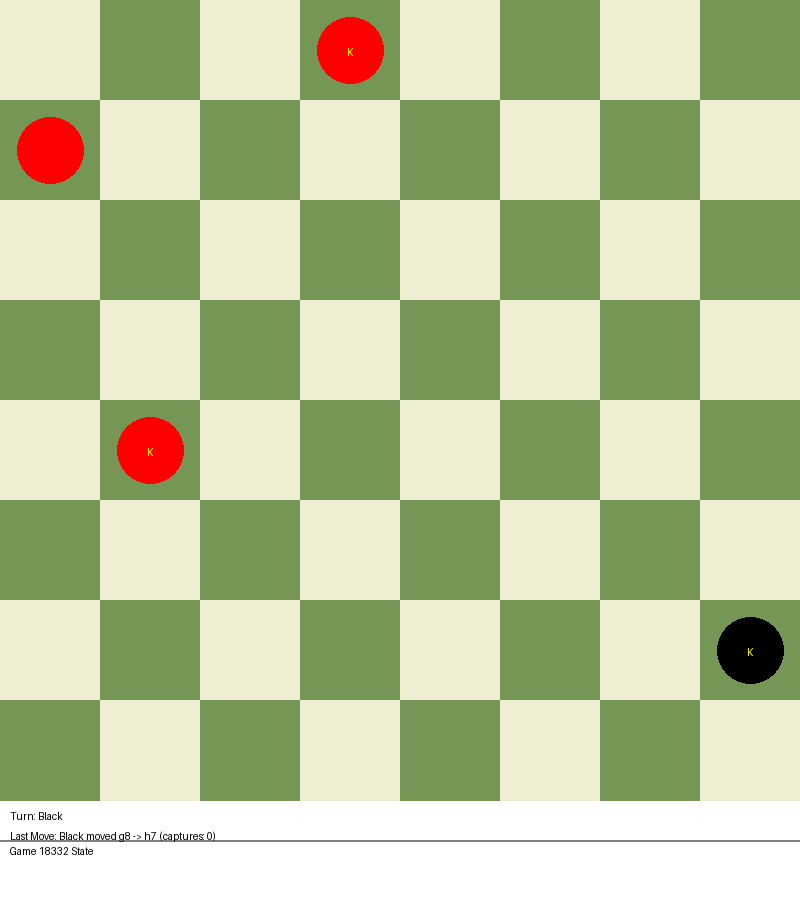 K
K
K
Turn: Black
Last Move: Black moved g8 -> h7 (captures: 0)
Game 18332 State